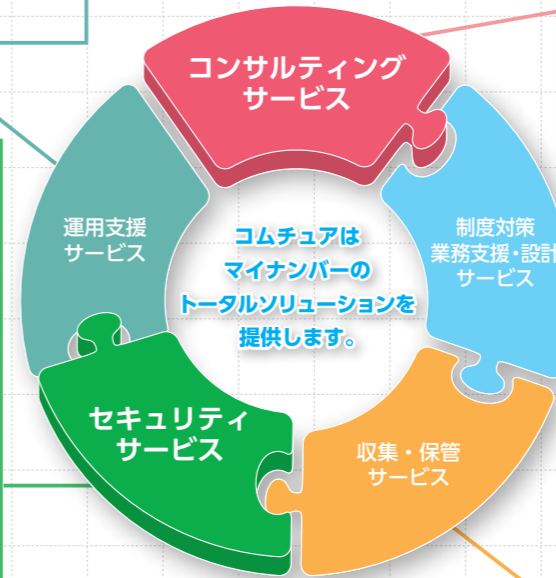 コンサルティング
サービス
制度対策
業務支援・設計
サービス
収集・保管
サービス
セキュリティ
サービス
運用支援
サービス
コムチュアは
マイナンバーの
トータルソリューションを
提供します。